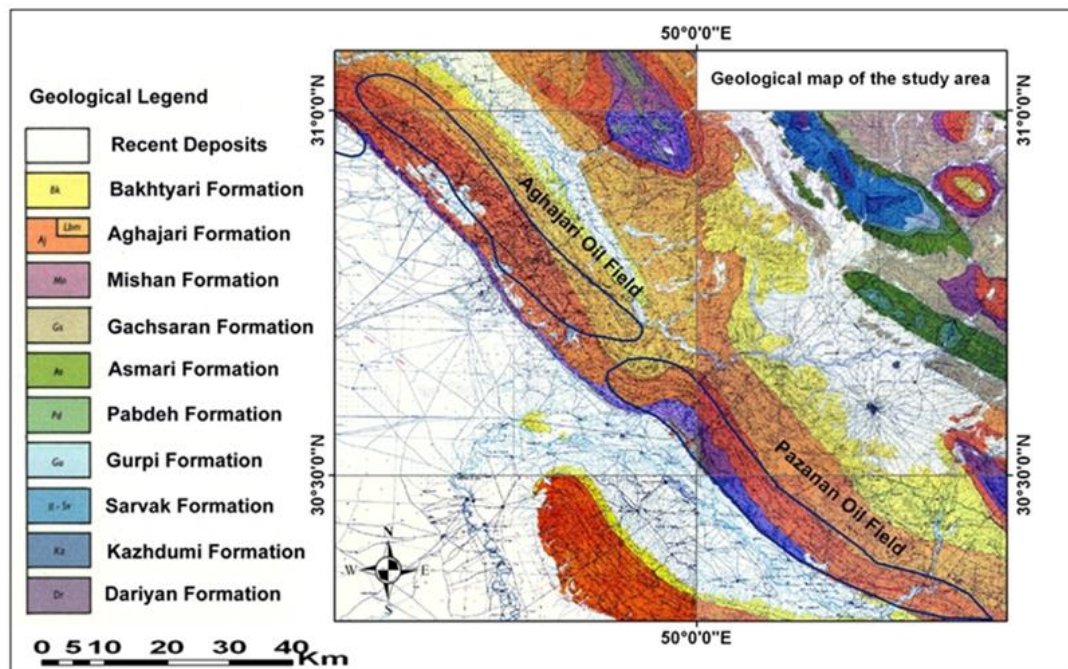 Geological map of the study area
50°0'0"E
31°0'0"N
31°0'0"N
30°30'0"N
30°30'0"N
50°0'0"E
Geological Legend
Recent Deposits
Bk Bakhtyari Formation
Aj Lbm Aghajari Formation
Mn Mishan Formation
Gs Gachsaran Formation
As Asmari Formation
Pd Pabdeh Formation
Gu Gurpi Formation
Sarvak Formation
Kz Kazhdumi Formation
Dr Dariyan Formation
Aghajari Oil Field
Pazanan Oil Field
N
W E
S
0 5 10 20 30 40
Km